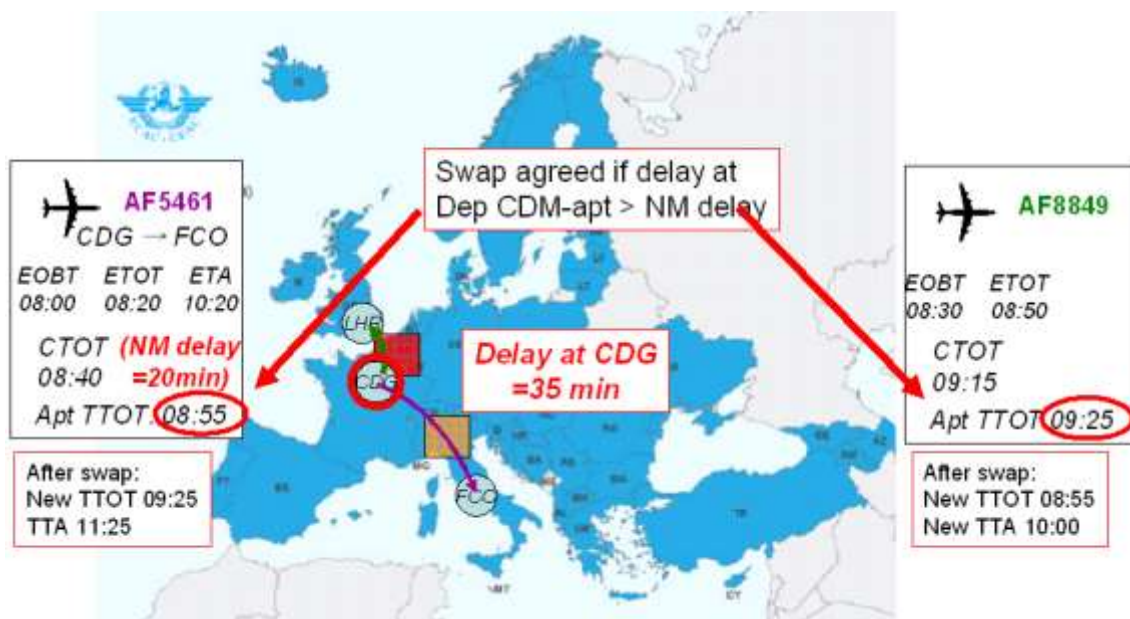 AF5461
CDG → FCO
EOBT ETOT ETA
08:00 08:20 10:20
CTOT (NM delay
08:40 =20min)
Apt TTOT: 08:55
After swap:
New TTOT 09:25
TTA 11:25
Swap agreed if delay at
Dep CDM-apt > NM delay
LHR
CDG
FCO
Delay at CDG
=35 min
AF8849
EOBT ETOT
08:30 08:50
CTOT
09:15
Apt TTOT 09:25
After swap:
New TTOT 08:55
New TTA 10:00